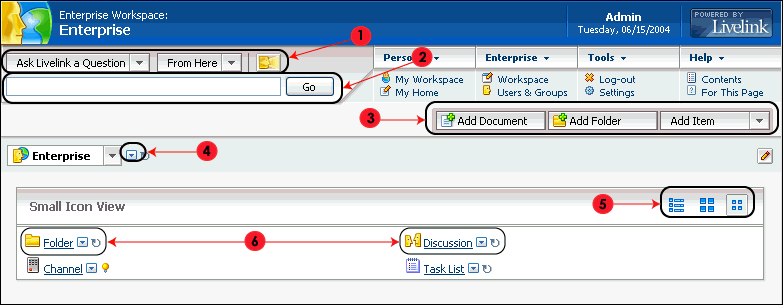 Enterprise Workspace:
Enterprise
Admin
Tuesday, 06/15/2004
POWERED BY
Livelink
1
Ask Livelink a Question
From Here
2
Go
Personal
Enterprise
Tools
Help
My Workspace
Workspace
Log-out
Contents
My Home
Users & Groups
Settings
For This Page
3
Add Document
Add Folder
Add Item
Enterprise
4
Small Icon View
5
Folder
6
Discussion
Channel
Task List